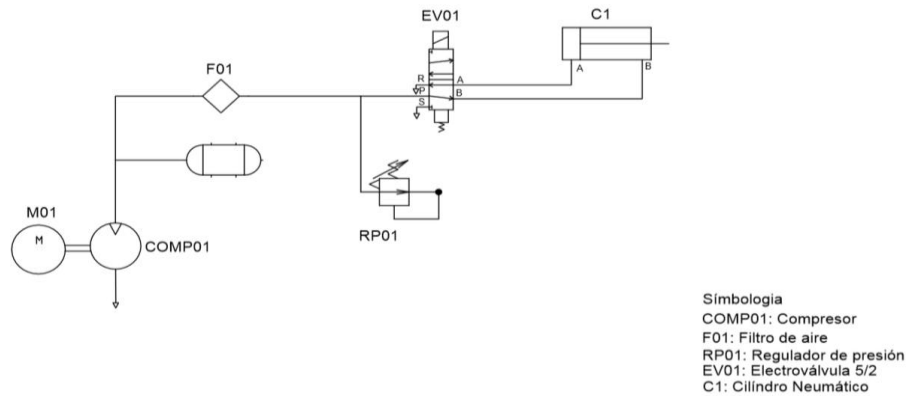 EV01
C1
F01
R
A
P
B
S
A
B
M01
M
COMP01
RP01
Símbologia
COMP01: Compresor
F01: Filtro de aire
RP01: Regulador de presión
EV01: Electroválvula 5/2
C1: Cilíndro Neumático